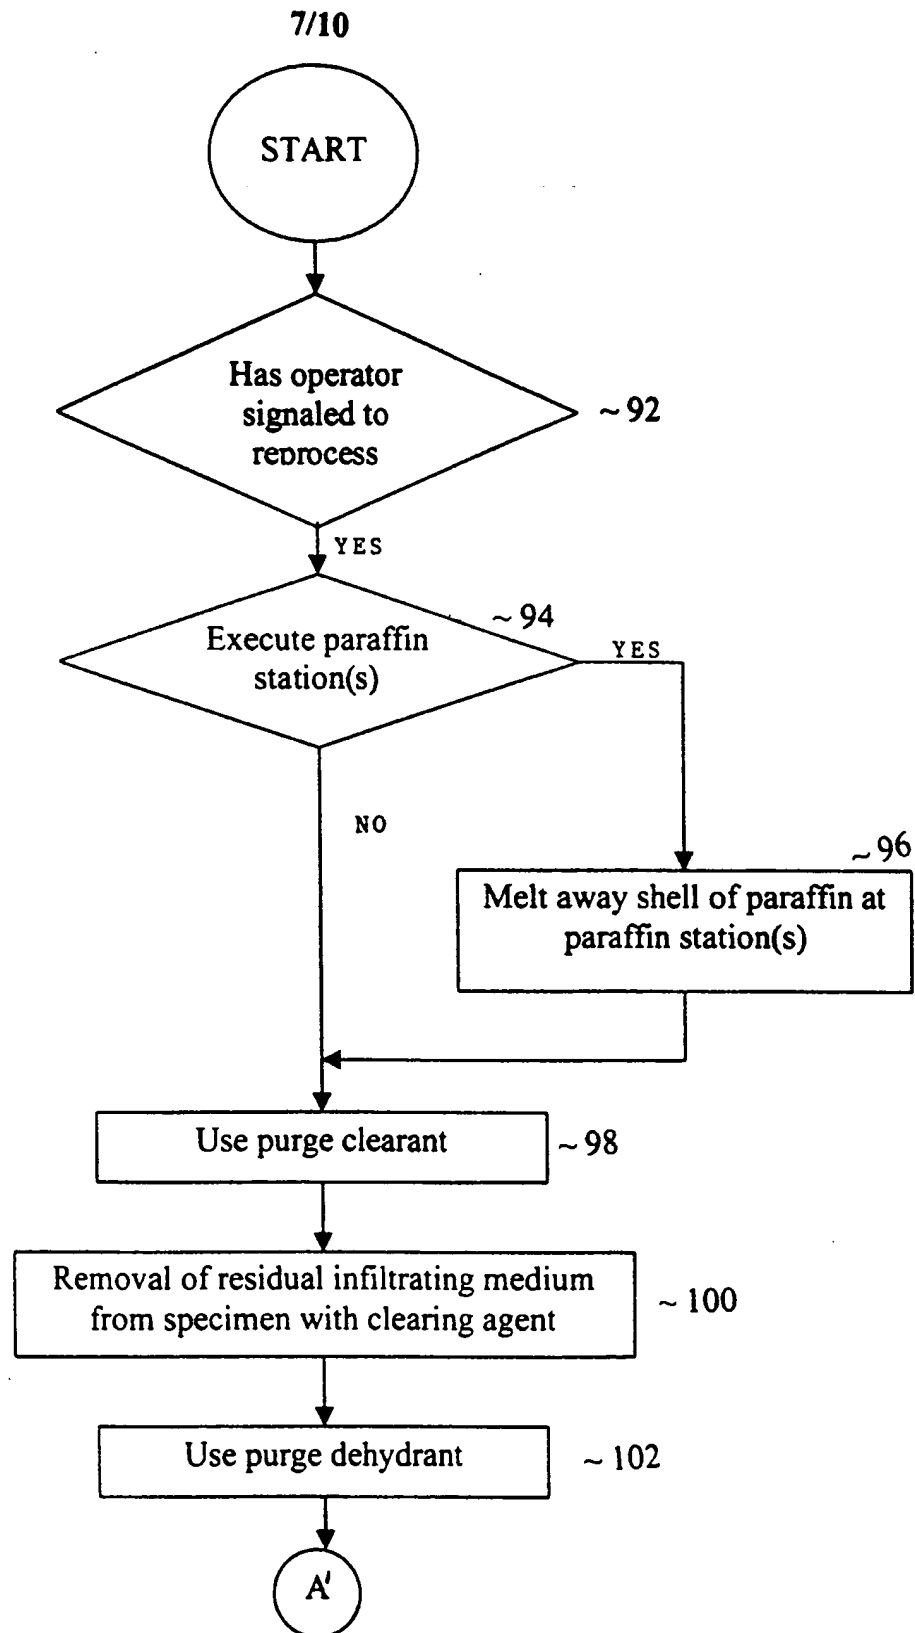 7/10
START
Has operator
signaled to
reprocess
~92
YES
~94
Execute paraffin
station(s)
YES
NO
~96
Melt away shell of paraffin at
paraffin station(s)
Use purge clearant
~98
Removal of residual infiltrating medium
from specimen with clearing agent
~100
Use purge dehydrant
~102
A'